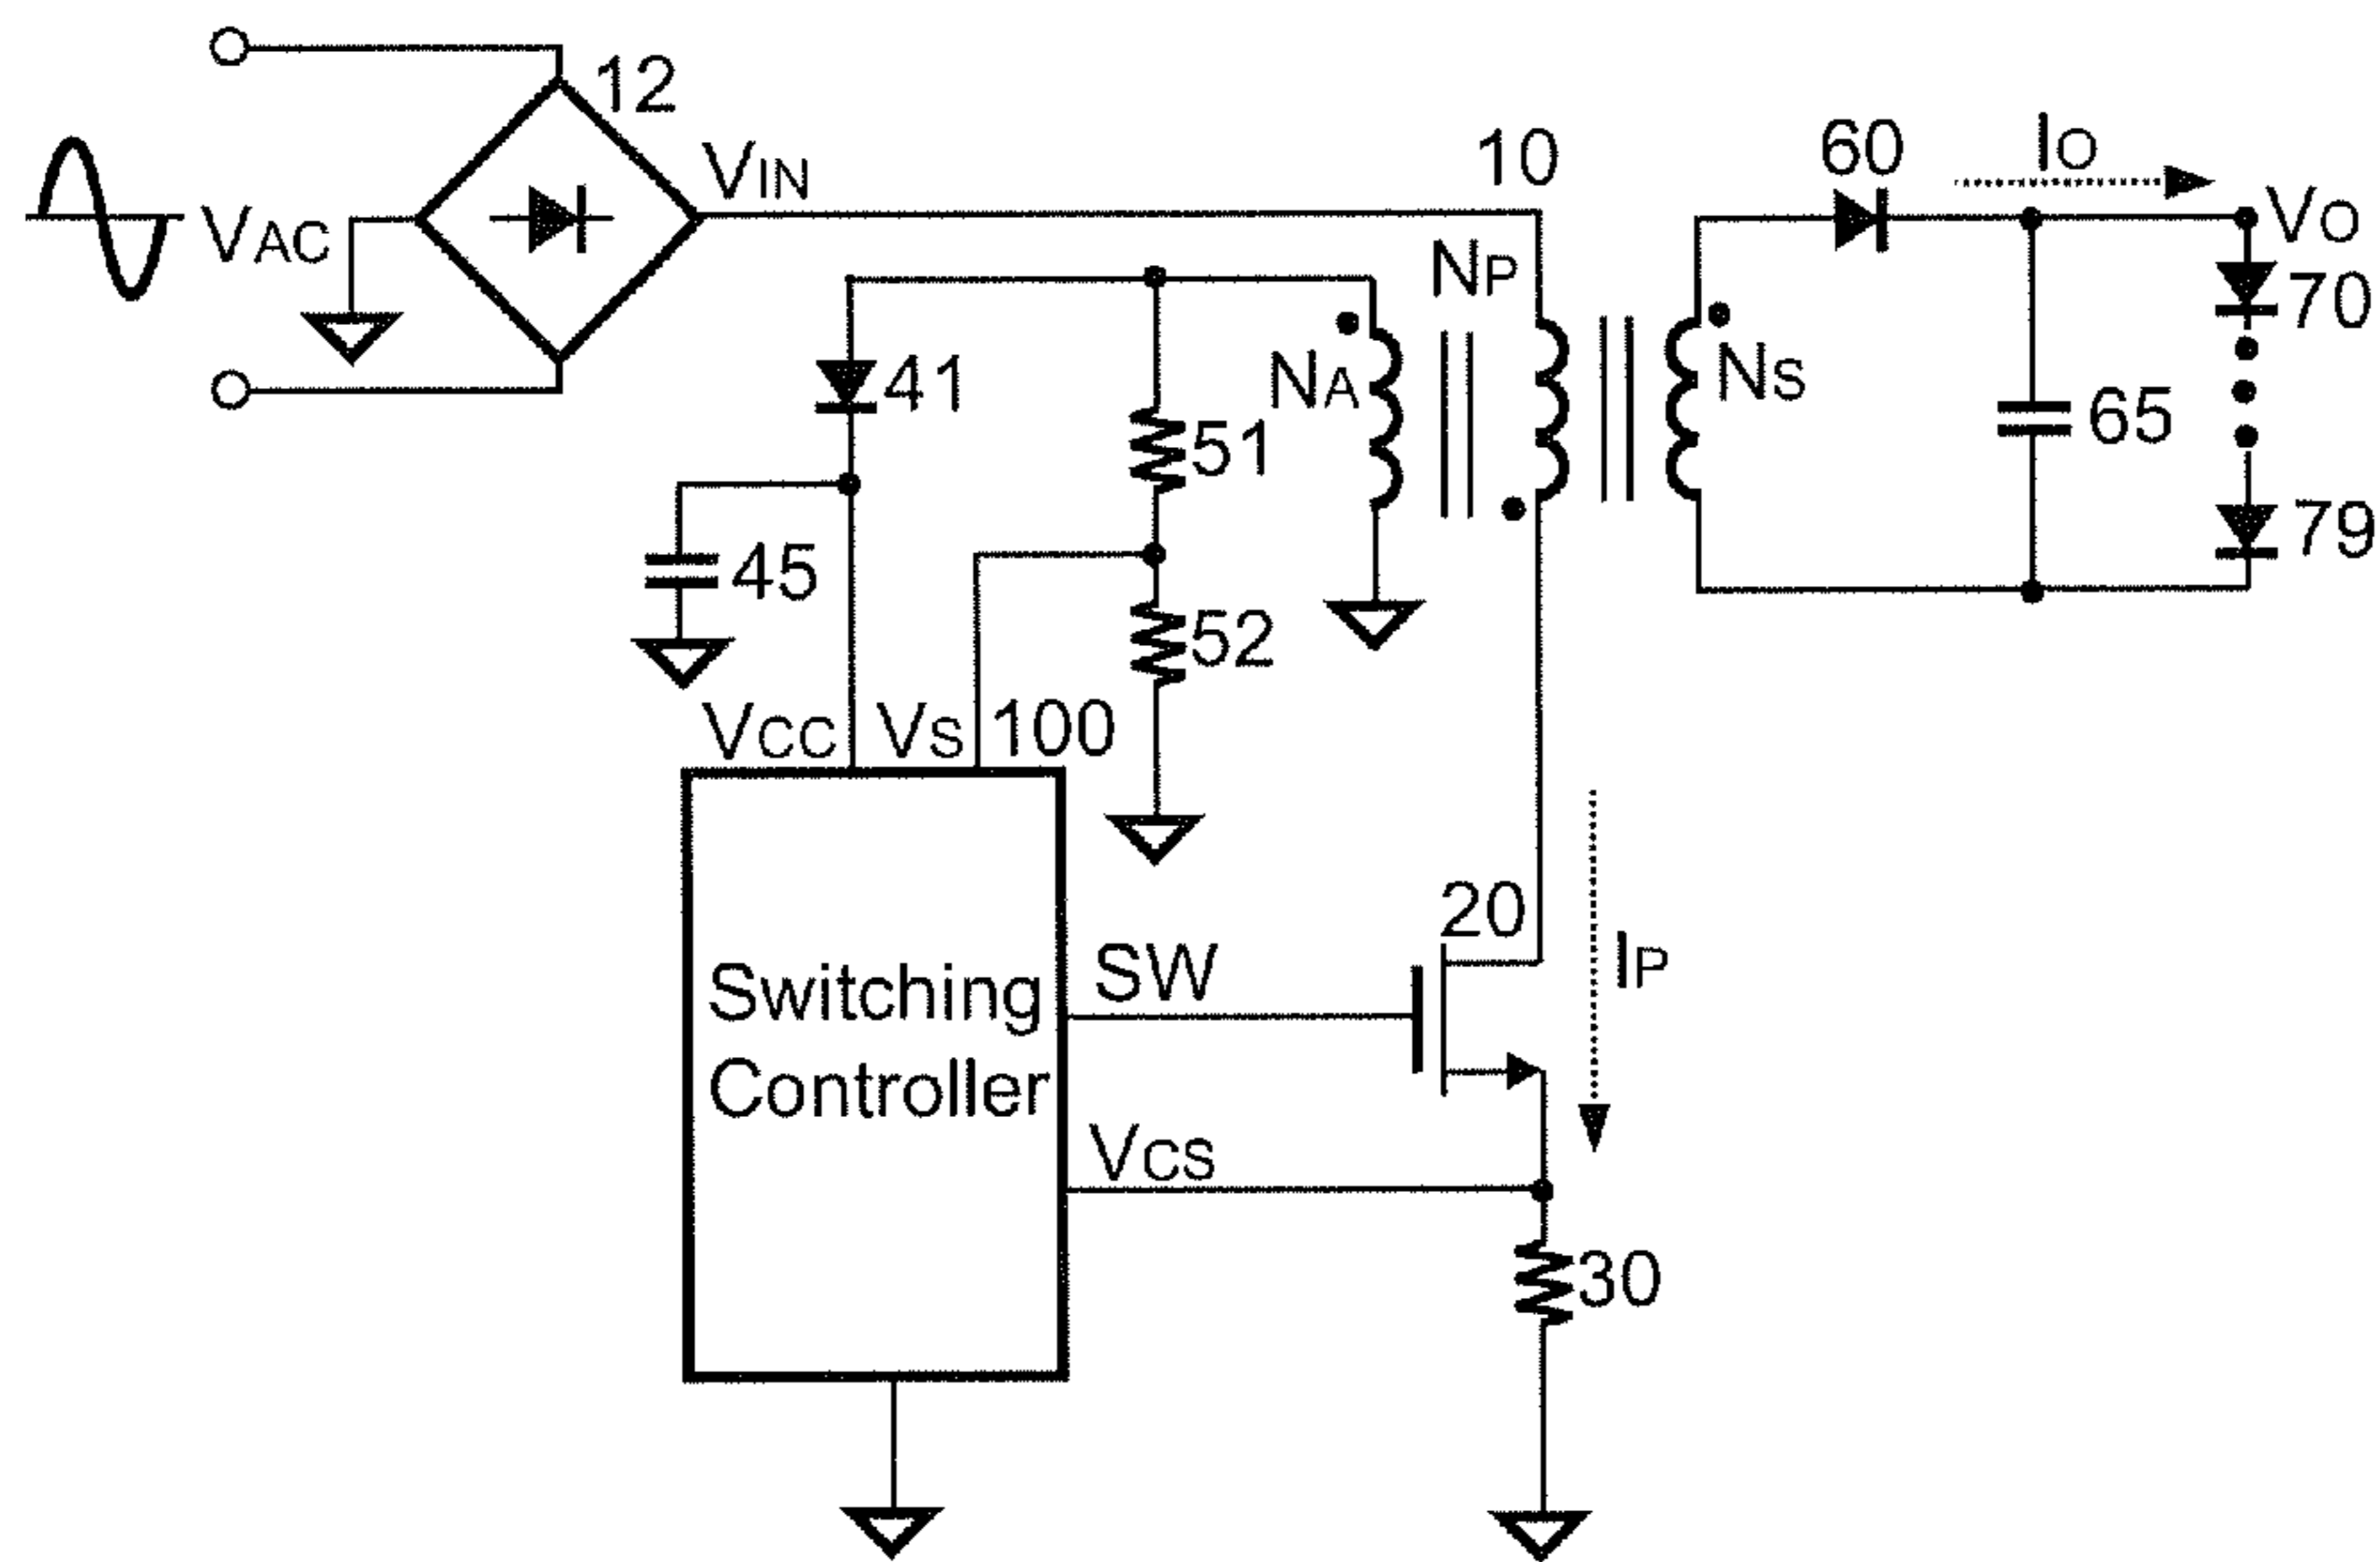 12
VIN
VAC
10
60
IO
VO
NP
70
41
NA
NS
51
65
45
79
52
VCC
VS
100
20
SW
IP
Switching
Controller
VCS
30